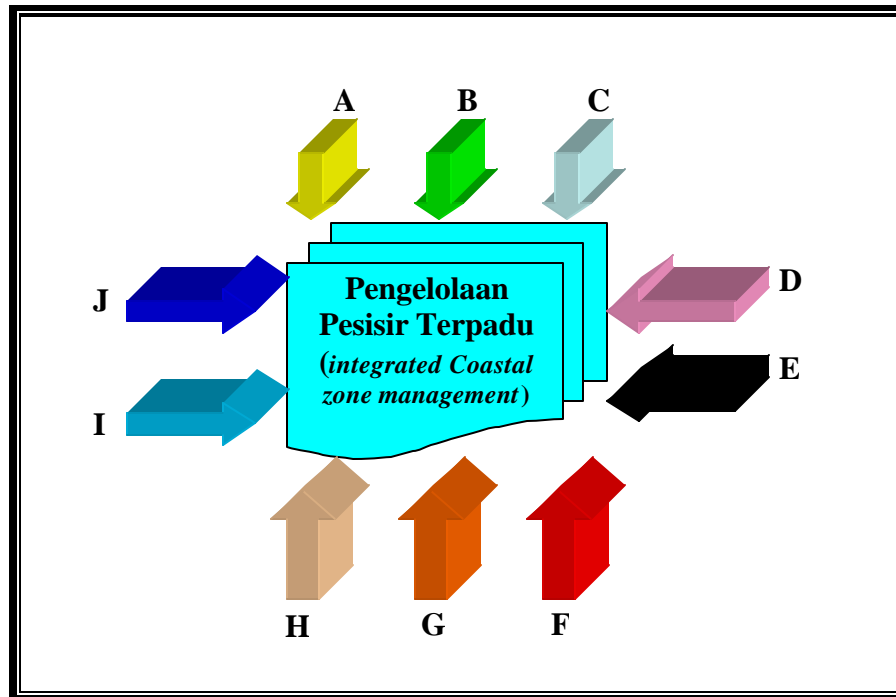 A B C
J
Pengelolaan
Pesisir Terpadu
(integrated Coastal
zone management)
D
E
I
H G F